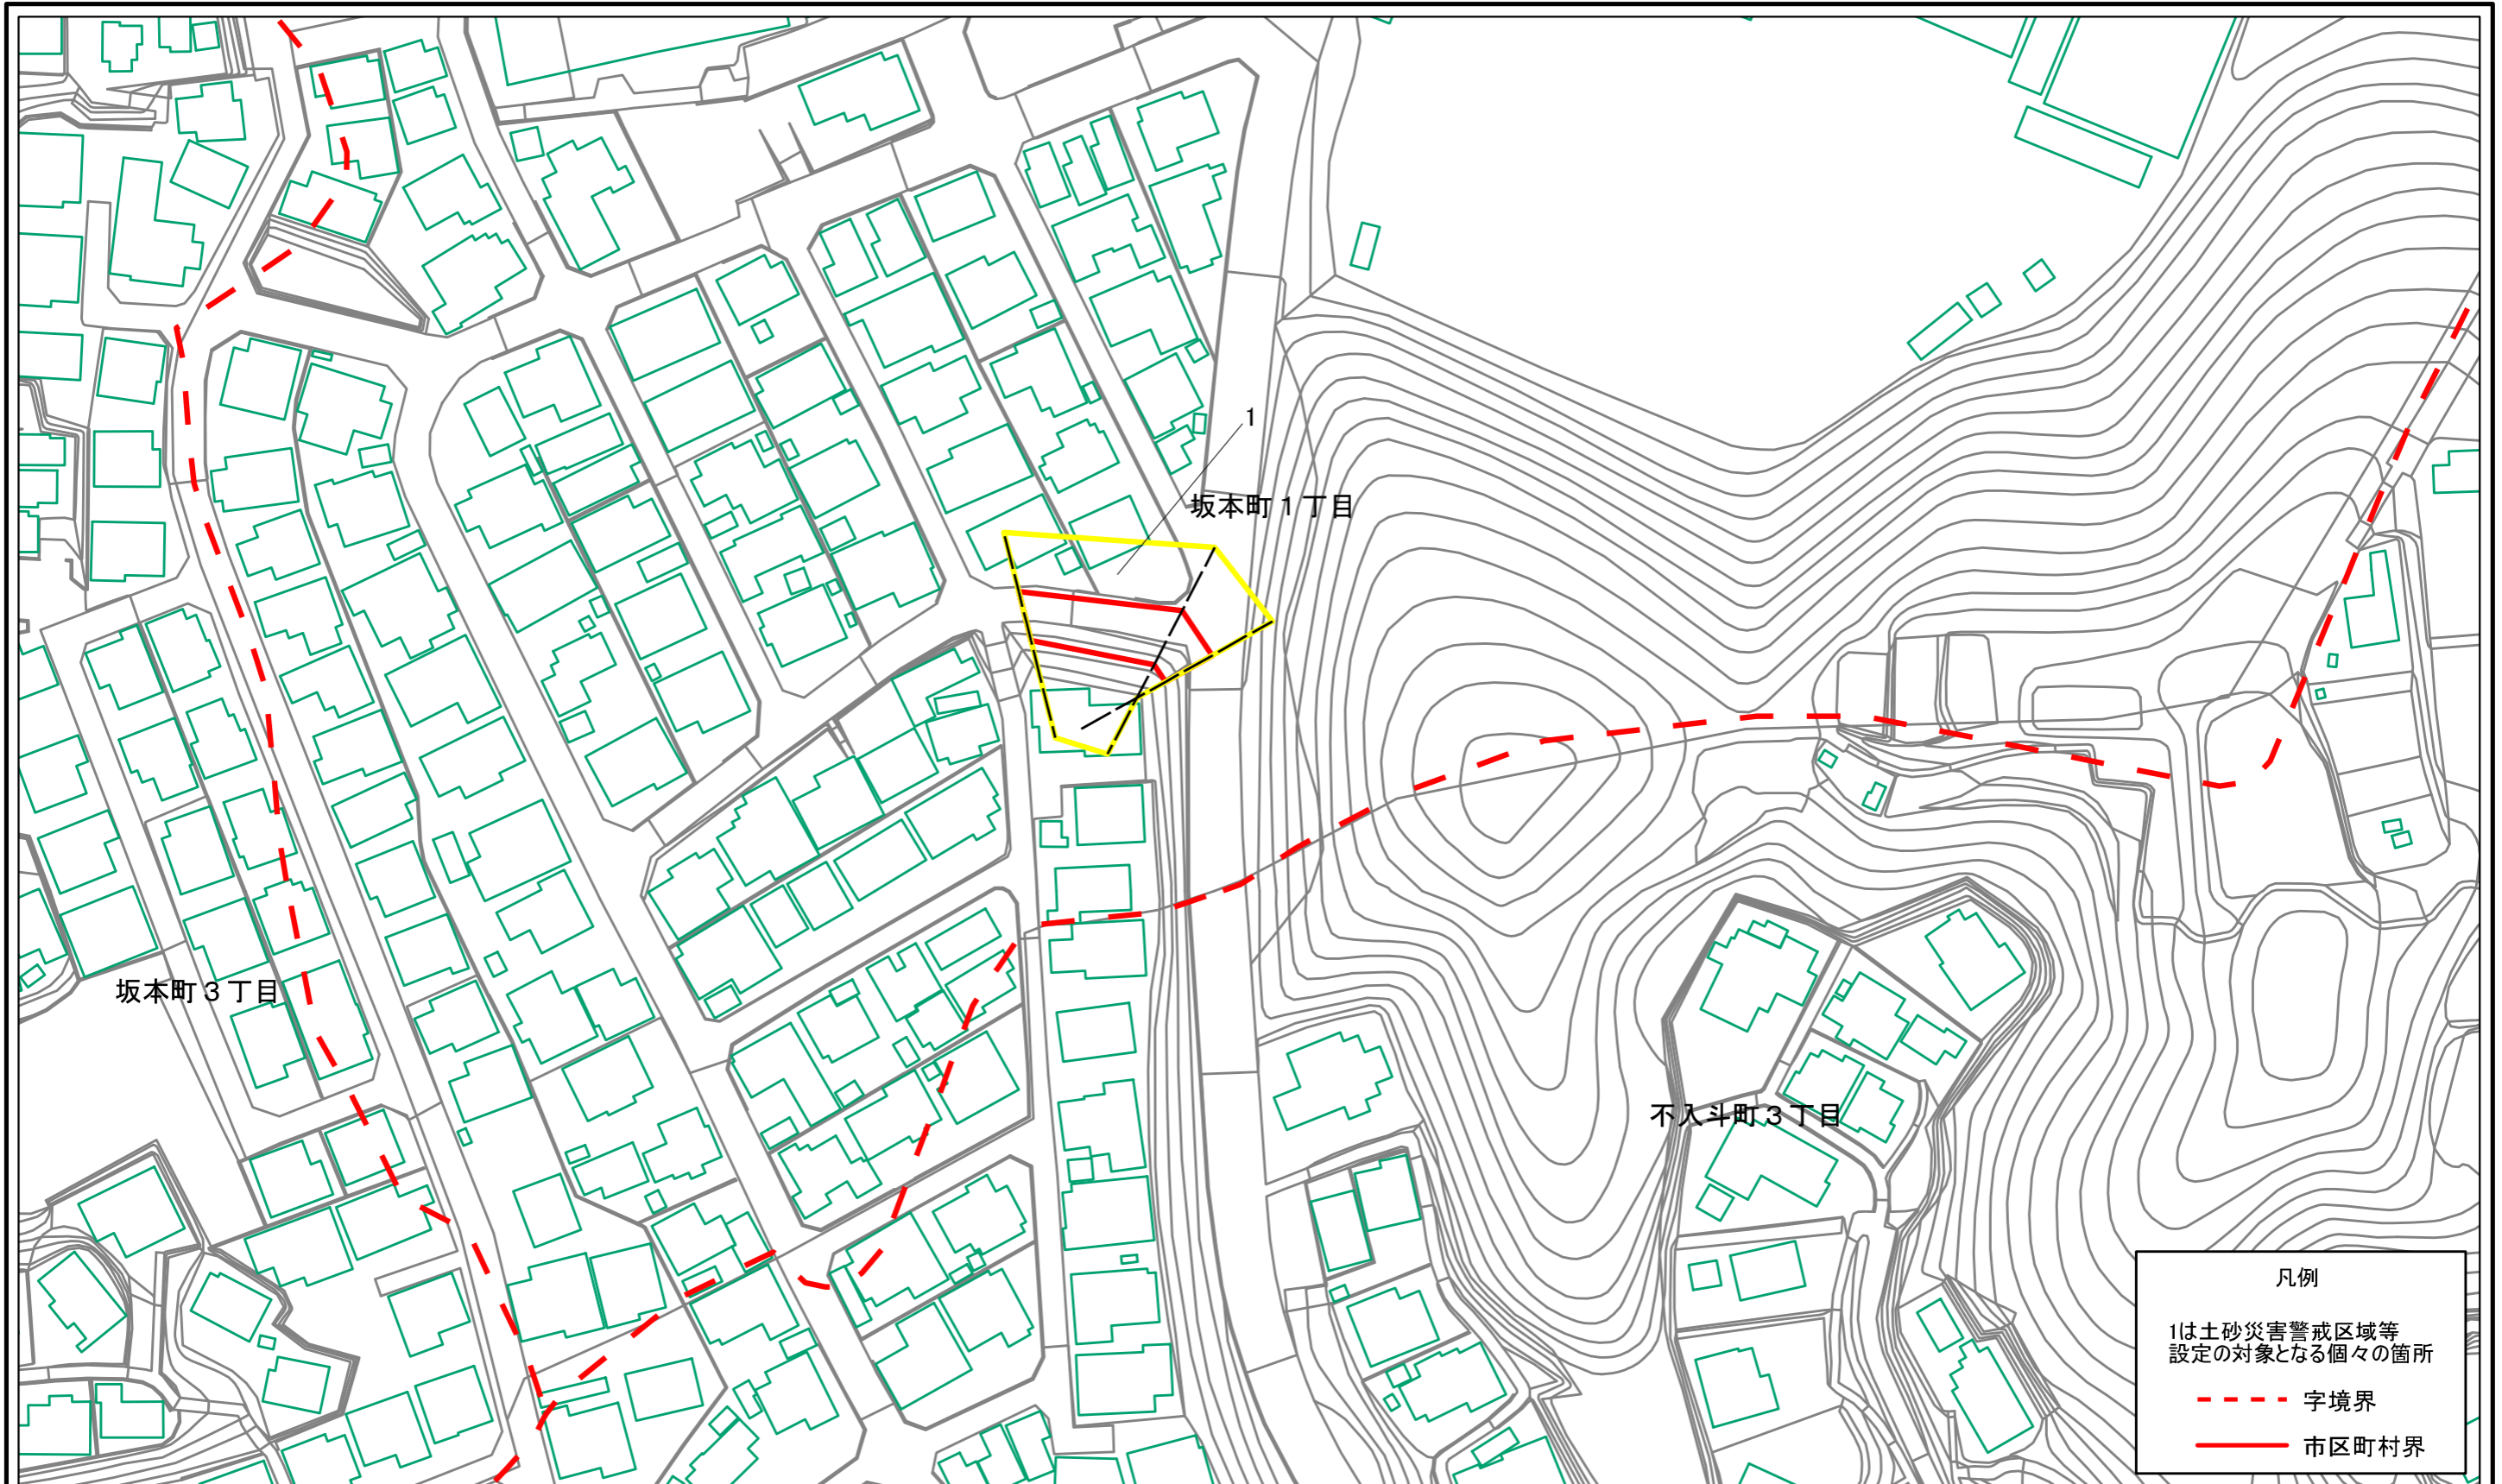 1
坂本町１丁目
坂本町３丁目
不入斗町３丁目
凡例
1は土砂災害警戒区域等
設定の対象となる個々の箇所
字境界
市区町村界